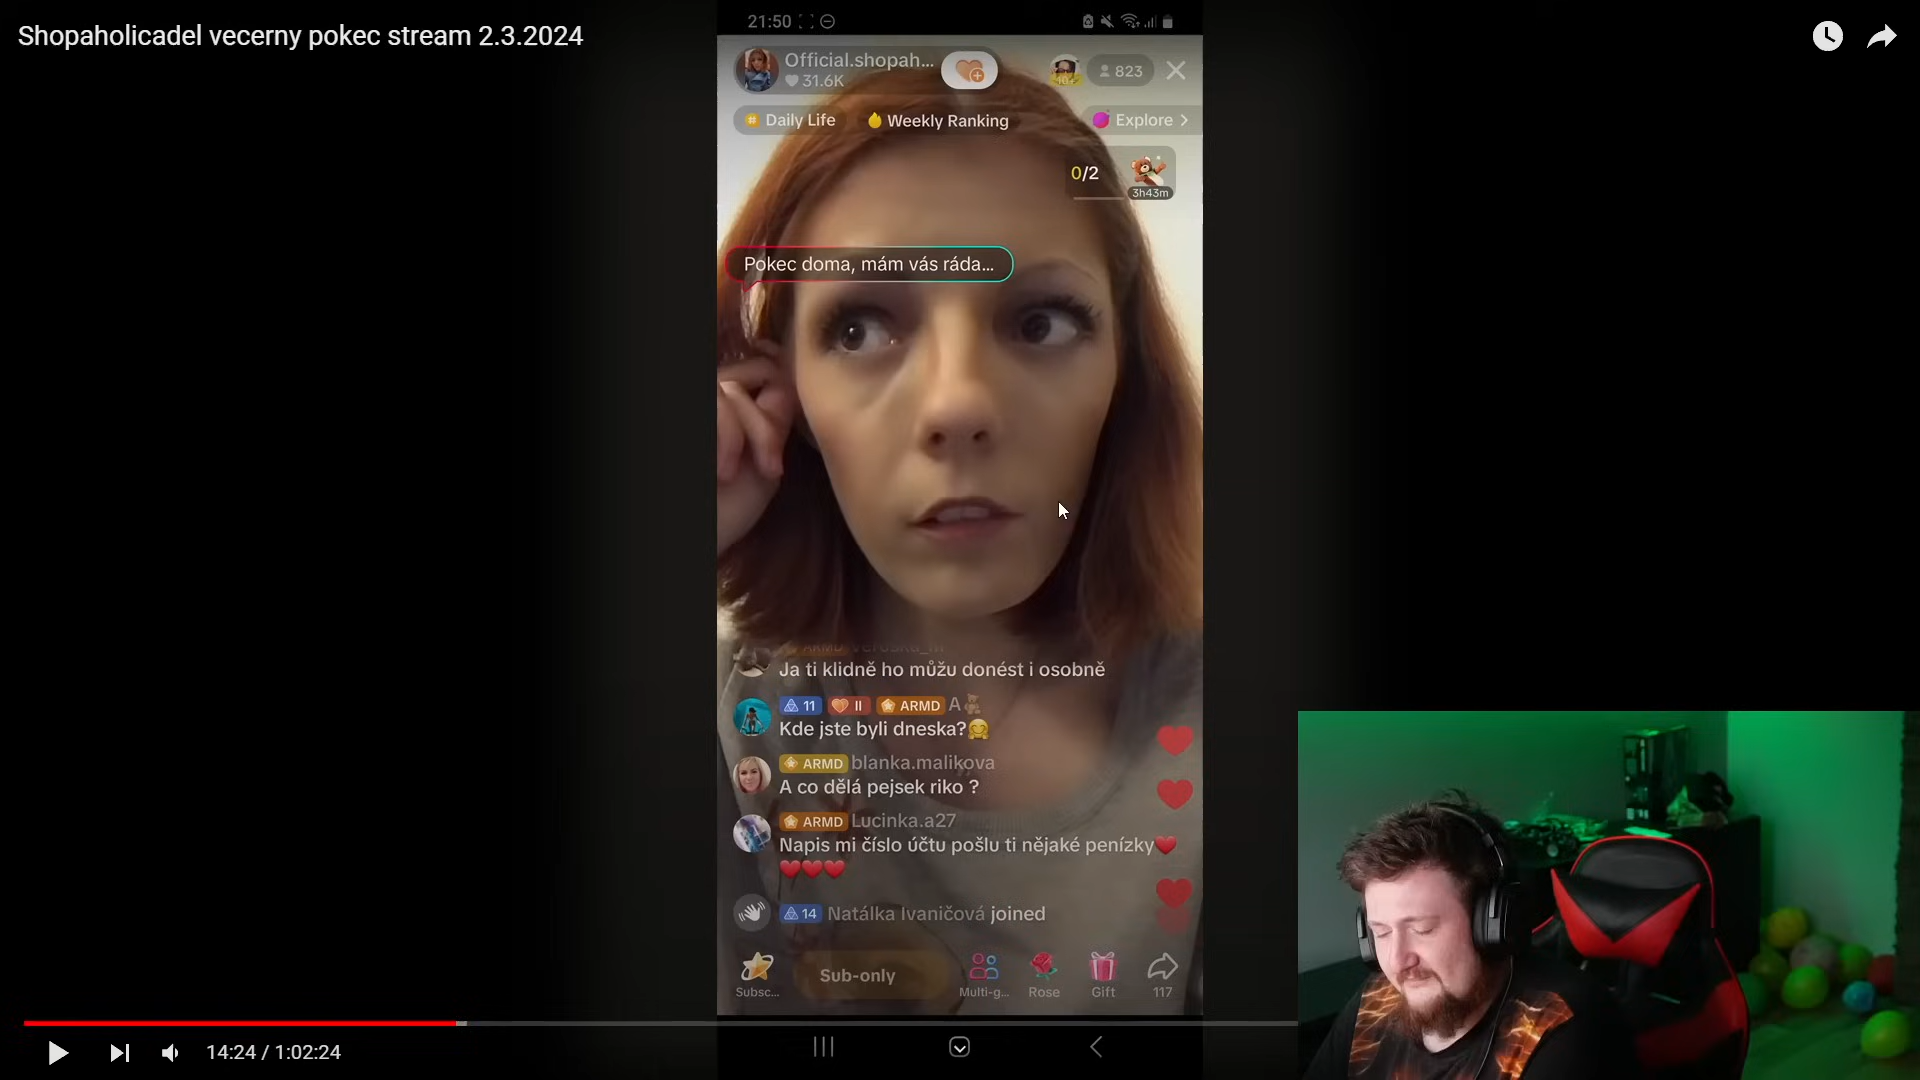 Shopaholicadel vecerny pokec stream 2.3.2024
21:50
Official.shopah...
31.6K
823
Daily Life
Weekly Ranking
Explore
0/2
3h43m
Pokec doma, mám vás ráda...
Ja ti klidně ho můžu donést i osobně
11 II ARMD A
Kde jste byli dneska?
ARMD blanka.malikova
A co dělá pejsek riko ?
ARMD Lucinka.a27
Napis mi číslo účtu pošlu ti nějaké penízky
14 Natálka Ivaničová joined
Subsc...
Sub-only
Multi-g...
Rose
Gift
117
14:24 / 1:02:24